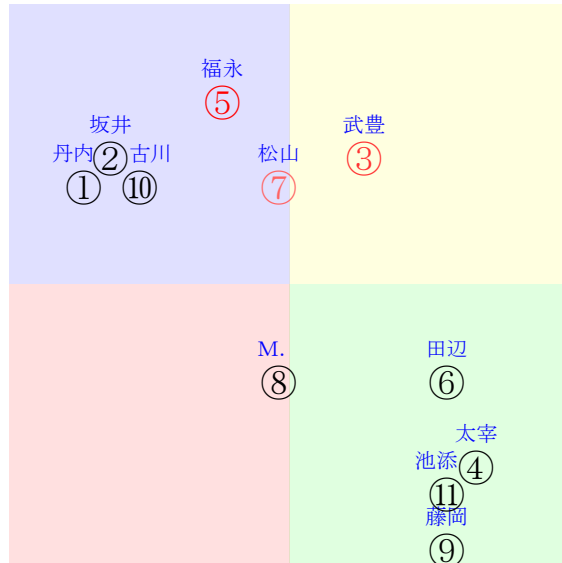 福永
⑤
坂井
武豊
丹内 ② 古川 松山 ③
① ⑩ ⑦
M. 田辺
⑧ ⑥
太宰
池添 ④
⑪
藤岡
⑨